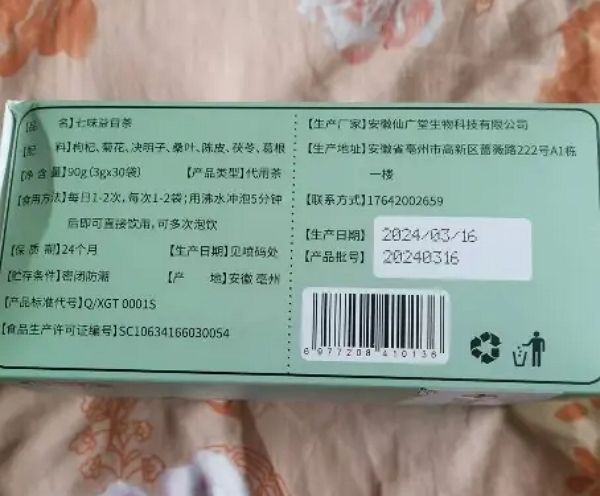 【品 名】七味益目茶
【配 料】枸杞、菊花、决明子、桑叶、陈皮、茯苓、葛根
【净 含 量】90g(3gx30袋) 【产品类型】代用茶
【食用方法】每日1-2次,每次1-2袋;用沸水冲泡5分钟
后即可直接饮用,可多次泡饮
【保 质 期】24个月 【生产日期】见喷码处
【贮存条件】密闭防潮 【产 地】安徽 亳州
【产品标准代号】Q/XGT 0001S
【食品生产许可证编号】SC10634166030054
【生产厂家】安徽仙广堂生物科技有限公司
【生产地址】安徽省亳州市高新区蔷薇路222号A1栋
一楼
【联系方式】17642002659
【生产日期】 2024/03/16
【产品批号】 20240316
6 977208 410136